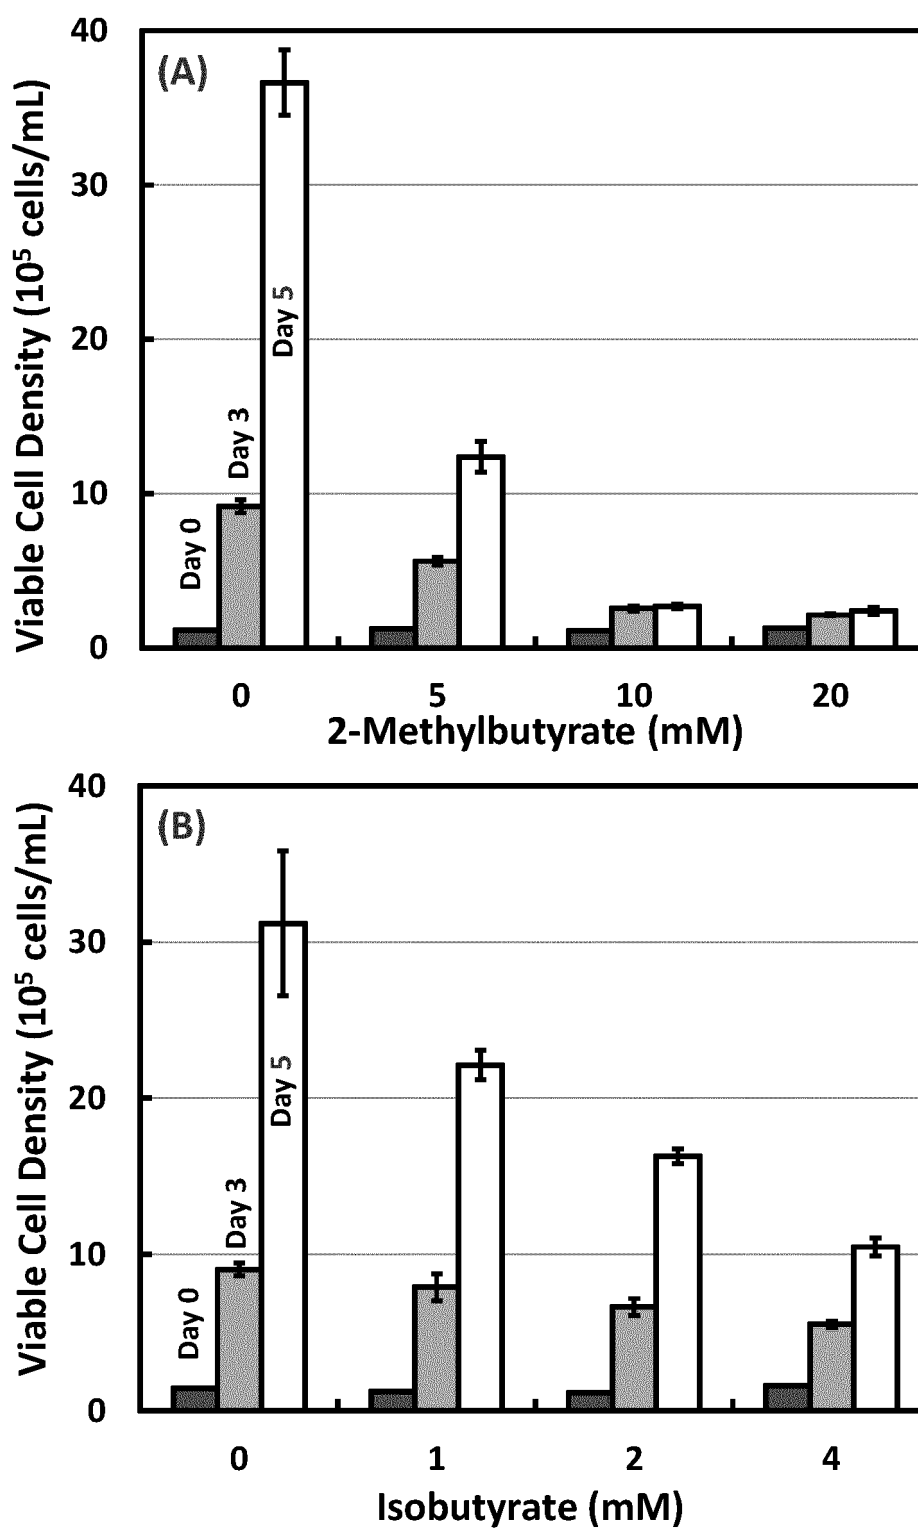 (A)
Viable Cell Density (10⁵ cells/mL)
40
30
20
10
0
Day 0
Day 3
Day 5
0 5 10 20
2-Methylbutyrate (mM)
(B)
Viable Cell Density (10⁵ cells/mL)
40
30
20
10
0
Day 0
Day 3
Day 5
0 1 2 4
Isobutyrate (mM)